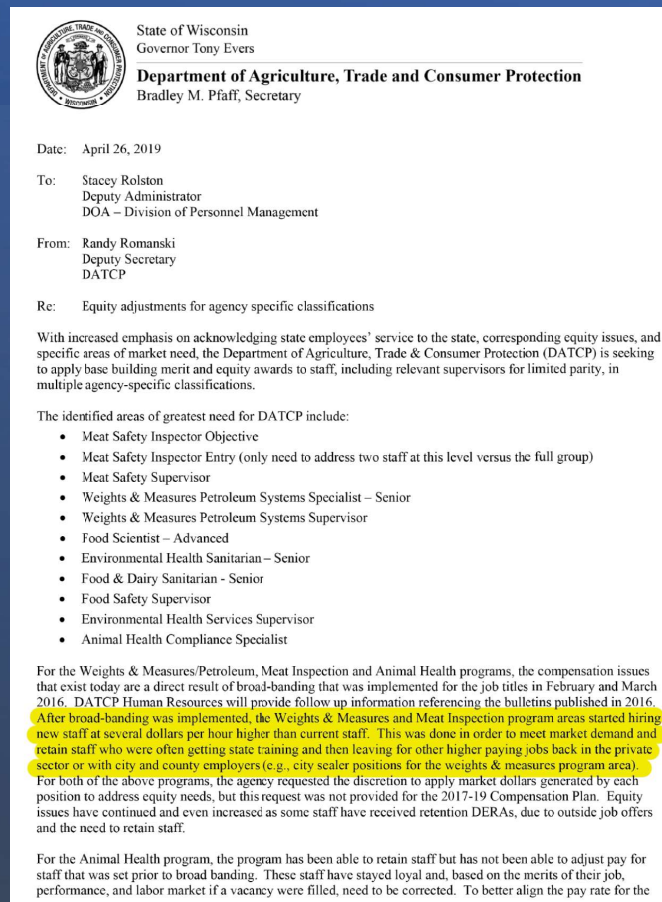 State of Wisconsin
Governor Tony Evers
Department of Agriculture, Trade and Consumer Protection
Bradley M. Pfaff, Secretary
Date: April 26, 2019
To: Stacey Rolston
Deputy Administrator
DOA – Division of Personnel Management
From: Randy Romanski
Deputy Secretary
DATCP
Re: Equity adjustments for agency specific classifications
With increased emphasis on acknowledging state employees' service to the state, corresponding equity issues, and
specific areas of market need, the Department of Agriculture, Trade & Consumer Protection (DATCP) is seeking
to apply base building merit and equity awards to staff, including relevant supervisors for limited parity, in
multiple agency-specific classifications.
The identified areas of greatest need for DATCP include:
• Meat Safety Inspector Objective
• Meat Safety Inspector Entry (only need to address two staff at this level versus the full group)
• Meat Safety Supervisor
• Weights & Measures Petroleum Systems Specialist – Senior
• Weights & Measures Petroleum Systems Supervisor
• Food Scientist – Advanced
• Environmental Health Sanitarian – Senior
• Food & Dairy Sanitarian - Senior
• Food Safety Supervisor
• Environmental Health Services Supervisor
• Animal Health Compliance Specialist
For the Weights & Measures/Petroleum, Meat Inspection and Animal Health programs, the compensation issues
that exist today are a direct result of broad-banding that was implemented for the job titles in February and March
2016. DATCP Human Resources will provide follow up information referencing the bulletins published in 2016.
After broad-banding was implemented, the Weights & Measures and Meat Inspection program areas started hiring
new staff at several dollars per hour higher than current staff. This was done in order to meet market demand and
retain staff who were often getting state training and then leaving for other higher paying jobs back in the private
sector or with city and county employers (e.g., city sealer positions for the weights & measures program area).
For both of the above programs, the agency requested the discretion to apply market dollars generated by each
position to address equity needs, but this request was not provided for the 2017-19 Compensation Plan. Equity
issues have continued and even increased as some staff have received retention DERAs, due to outside job offers
and the need to retain staff.
For the Animal Health program, the program has been able to retain staff but has not been able to adjust pay for
staff that was set prior to broad banding. These staff have stayed loyal and, based on the merits of their job,
performance, and labor market if a vacancy were filled, need to be corrected. To better align the pay rate for the